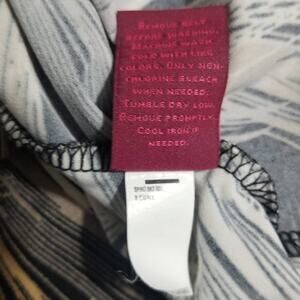 Remove belt
before washing.
Machine wash
cold with like
colors. Only non-
chlorine bleach
when needed.
Tumble dry low.
Remove promptly.
Cool iron if
needed.